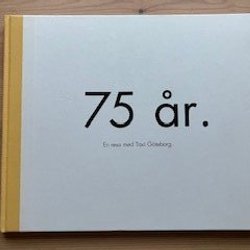 75 år.
En resa med Taxi Göteborg.